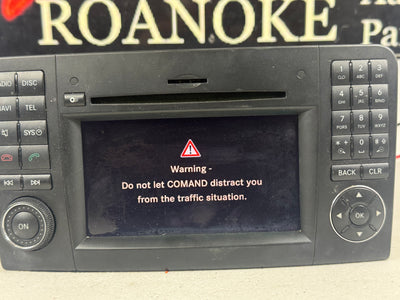 ROANOKE
Pa
RADIO DISC
NAVI TEL
SYS
ON
Warning -
Do not let COMAND distract you
from the traffic situation.
1 2 ABC 3 DEF
4 GHI 5 JKL 6 MNO
7 PQRS 8 TUV 9 WXYZ
* 0 #
BACK CLR
OK